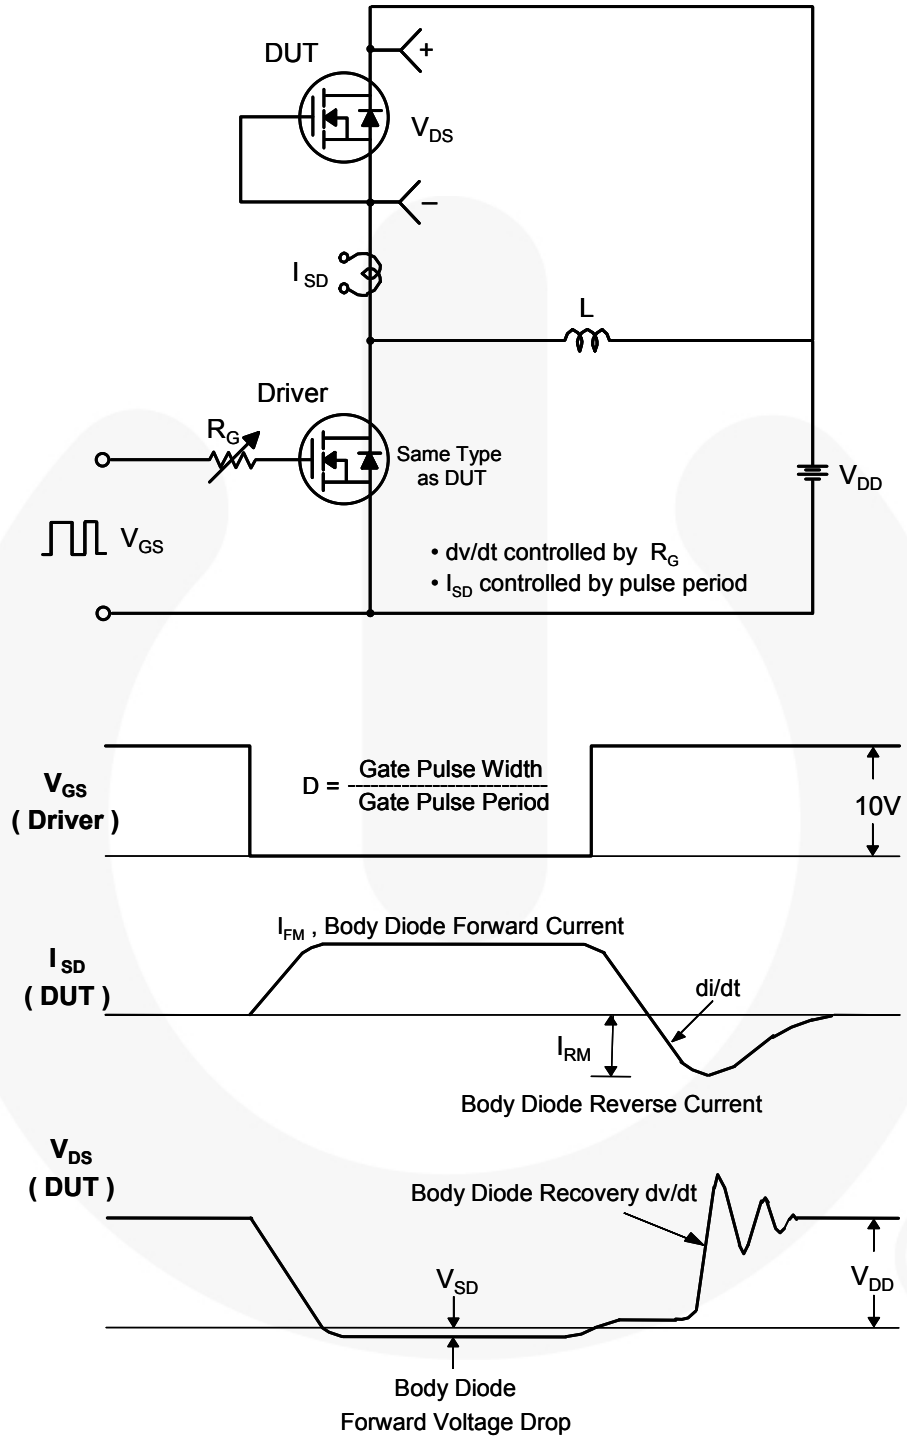 DUT
+
V_DS
−
I_SD
L
Driver
R_G
Same Type
as DUT
V_DD
V_GS
• dv/dt controlled by R_G
• I_SD controlled by pulse period
V_GS
( Driver )
D = Gate Pulse Width
Gate Pulse Period
10V
I_FM , Body Diode Forward Current
I_SD
( DUT )
di/dt
I_RM
Body Diode Reverse Current
V_DS
( DUT )
Body Diode Recovery dv/dt
V_SD
V_DD
Body Diode
Forward Voltage Drop